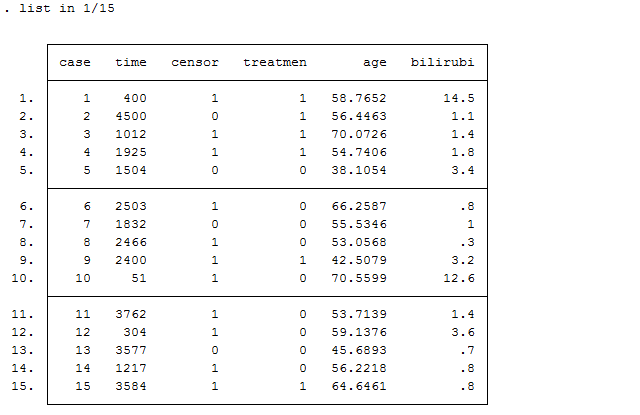 . list in 1/15
case time censor treatmen age bilirubi
1. 1 400 1 1 58.7652 14.5
2. 2 4500 0 1 56.4463 1.1
3. 3 1012 1 1 70.0726 1.4
4. 4 1925 1 1 54.7406 1.8
5. 5 1504 0 0 38.1054 3.4
6. 6 2503 1 0 66.2587 .8
7. 7 1832 0 0 55.5346 1
8. 8 2466 1 0 53.0568 .3
9. 9 2400 1 1 42.5079 3.2
10. 10 51 1 0 70.5599 12.6
11. 11 3762 1 0 53.7139 1.4
12. 12 304 1 0 59.1376 3.6
13. 13 3577 0 0 45.6893 .7
14. 14 1217 1 0 56.2218 .8
15. 15 3584 1 1 64.6461 .8